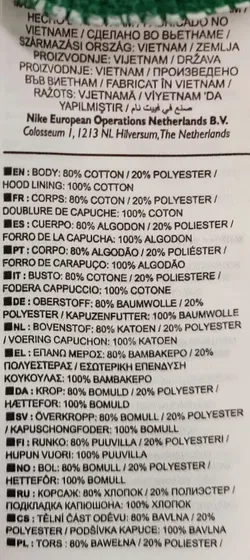 VIETNAME / СДЕЛАНО ВО ВЬЕТНАМЕ /
SZÁRMAZÁSI ORSZÁG: VIETNAM / ZEMLJA
PROIZVODNJE: VIJETNAM / DRŽAVA
PROIZVODNJE: VIETNAM / ПРОИЗВЕДЕНО
ВЪВ ВИЕТНАМ / FABRICAT ÎN VIETNAM /
RAŽOTS: VJETNAMĀ / VİYETNAM'DA
YAPILMIŞTIR / صنع في فيتنام
Nike European Operations Netherlands B.V.
Colosseum 1, 1213 NL Hilversum, The Netherlands
■EN: BODY: 80% COTTON / 20% POLYESTER /
HOOD LINING: 100% COTTON
■FR: CORPS: 80% COTON / 20% POLYESTER /
DOUBLURE DE CAPUCHE: 100% COTON
■ES: CUERPO: 80% ALGODON / 20% POLIESTER /
FORRO DE LA CAPUCHA: 100% ALGODON
■PT: CORPO: 80% ALGODÃO / 20% POLIÉSTER /
FORRO DE CARAPUÇO: 100% ALGODÃO
■IT: BUSTO: 80% COTONE / 20% POLIESTERE /
FODERA CAPPUCCIO: 100% COTONE
■DE: OBERSTOFF: 80% BAUMWOLLE / 20%
POLYESTER / KAPUZENFUTTER: 100% BAUMWOLLE
■NL: BOVENSTOF: 80% KATOEN / 20% POLYESTER
/ VOERING CAPUCHON: 100% KATOEN
■EL: ΕΠΑΝΩ ΜΕΡΟΣ: 80% ΒΑΜΒΑΚΕΡΟ / 20%
ΠΟΛΥΕΣΤΕΡΑΣ / ΕΣΩΤΕΡΙΚΗ ΕΠΕΝΔΥΣΗ
ΚΟΥΚΟΥΛΑΣ: 100% ΒΑΜΒΑΚΕΡΟ
■DA: KROP: 80% BOMULD / 20% POLYESTER /
HÆTTEFOR: 100% BOMULD
■SV: ÖVERKROPP: 80% BOMULL / 20% POLYESTER
/ KAPUSCHONGFODER: 100% BOMULL
■FI: RUNKO: 80% PUUVILLA / 20% POLYESTERI /
HUPUN VUORI: 100% PUUVILLA
■NO: BOL: 80% BOMULL / 20% POLYESTER /
HETTEFÔR: 100% BOMULL
■RU: КОРСАЖ: 80% ХЛОПОК / 20% ПОЛИЭСТЕР /
ПОДКЛАДКА КАПЮШОНА: 100% ХЛОПОК
■CS: TĚLNÍ ČÁST ODĚVU: 80% BAVLNA / 20%
POLYESTER / PODŠÍVKA KAPUCE: 100% BAVLNA
■PL: TORS: 80% BAWEŁNA / 20% POLIESTER /